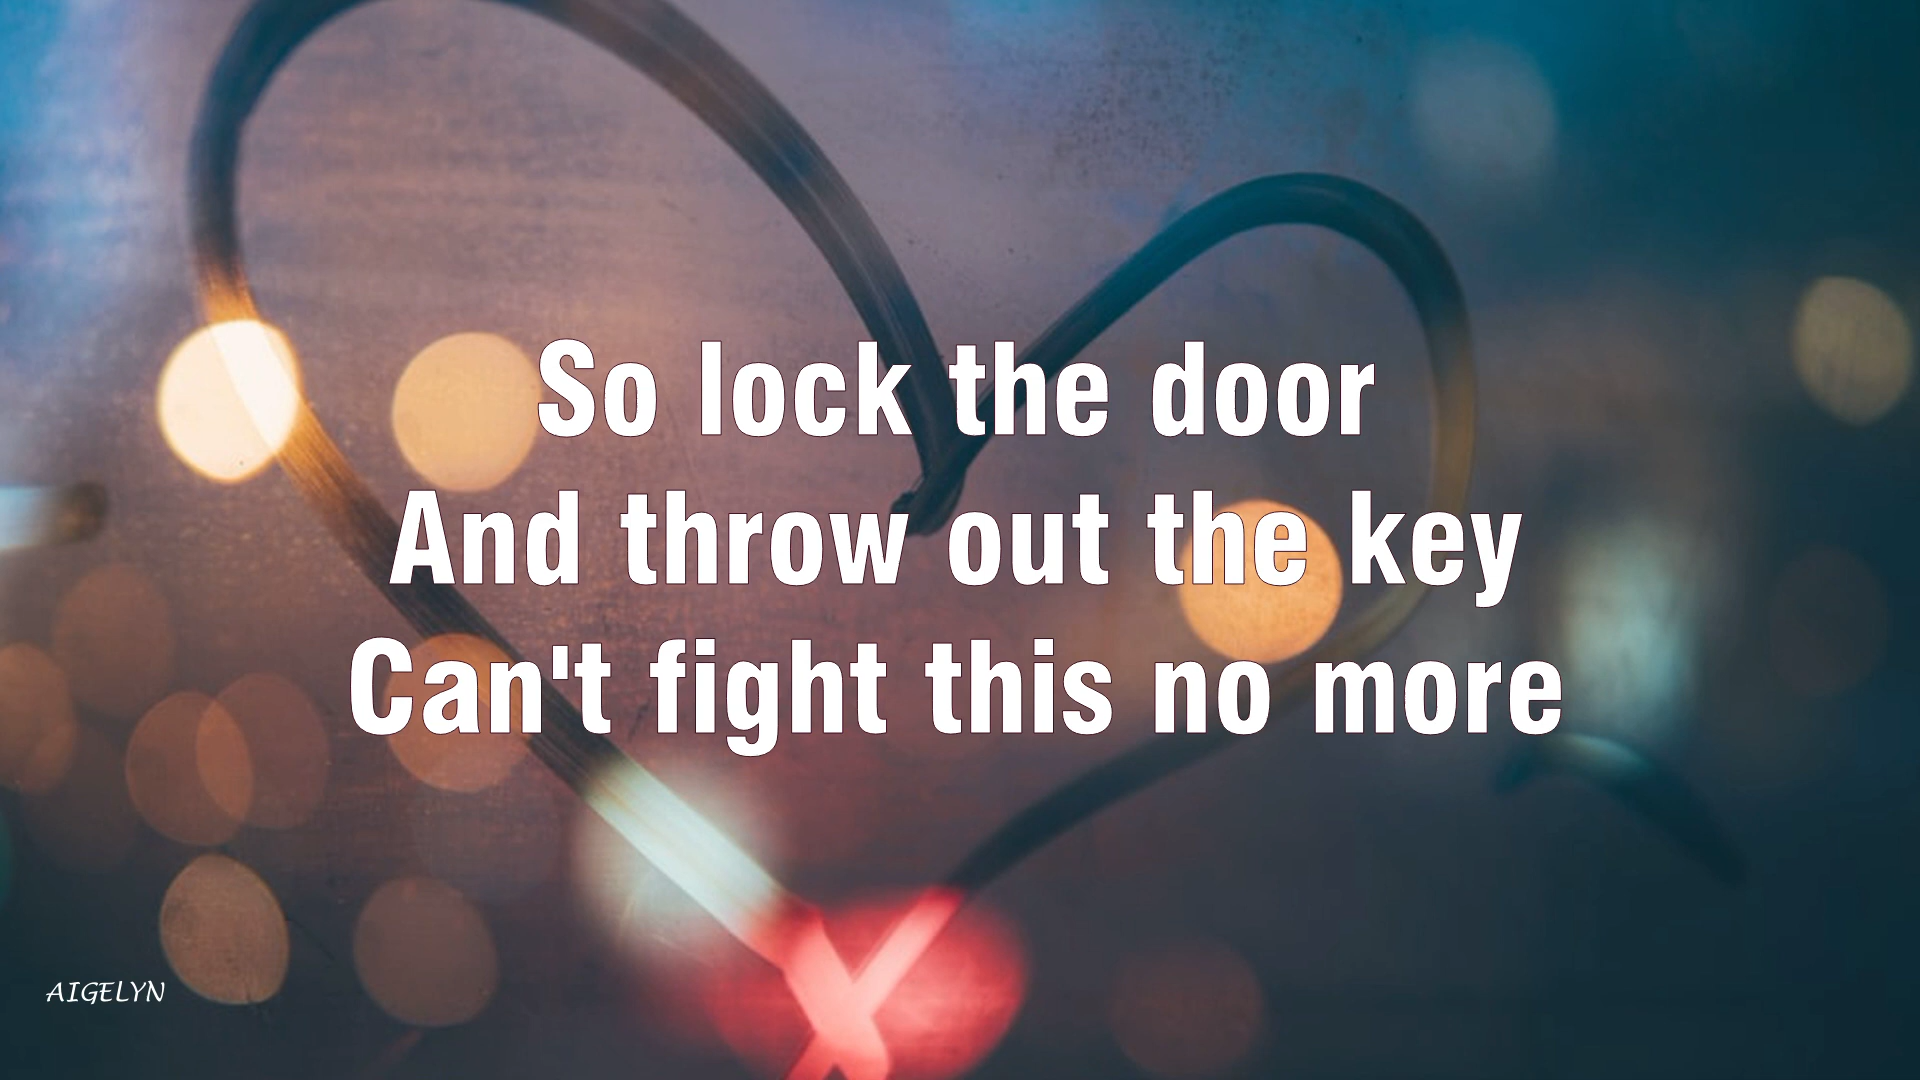 So lock the door
And throw out the key
Can't fight this no more
AIGELYN